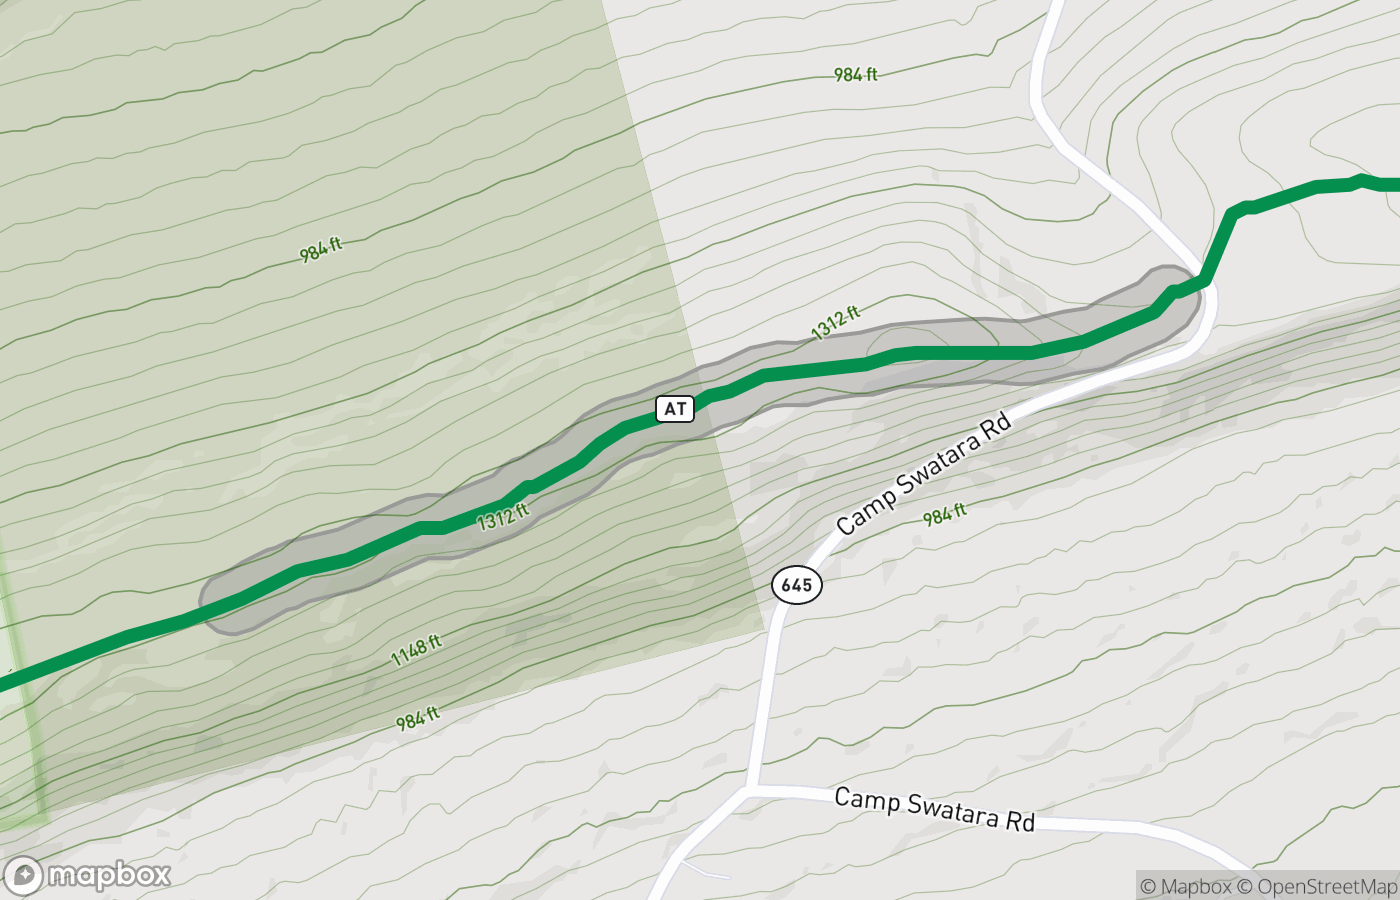 984 ft
984 ft
1312 ft
AT
Camp Swatara Rd
1312 ft
984 ft
645
1148 ft
984 ft
Camp Swatara Rd
mapbox
© Mapbox © OpenStreetMap